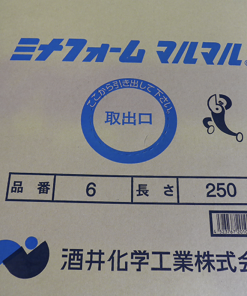 ミナフォーム マルマル
ここから引き出して下さい
取出口
品番 6 長さ 250
酒井化学工業株式会